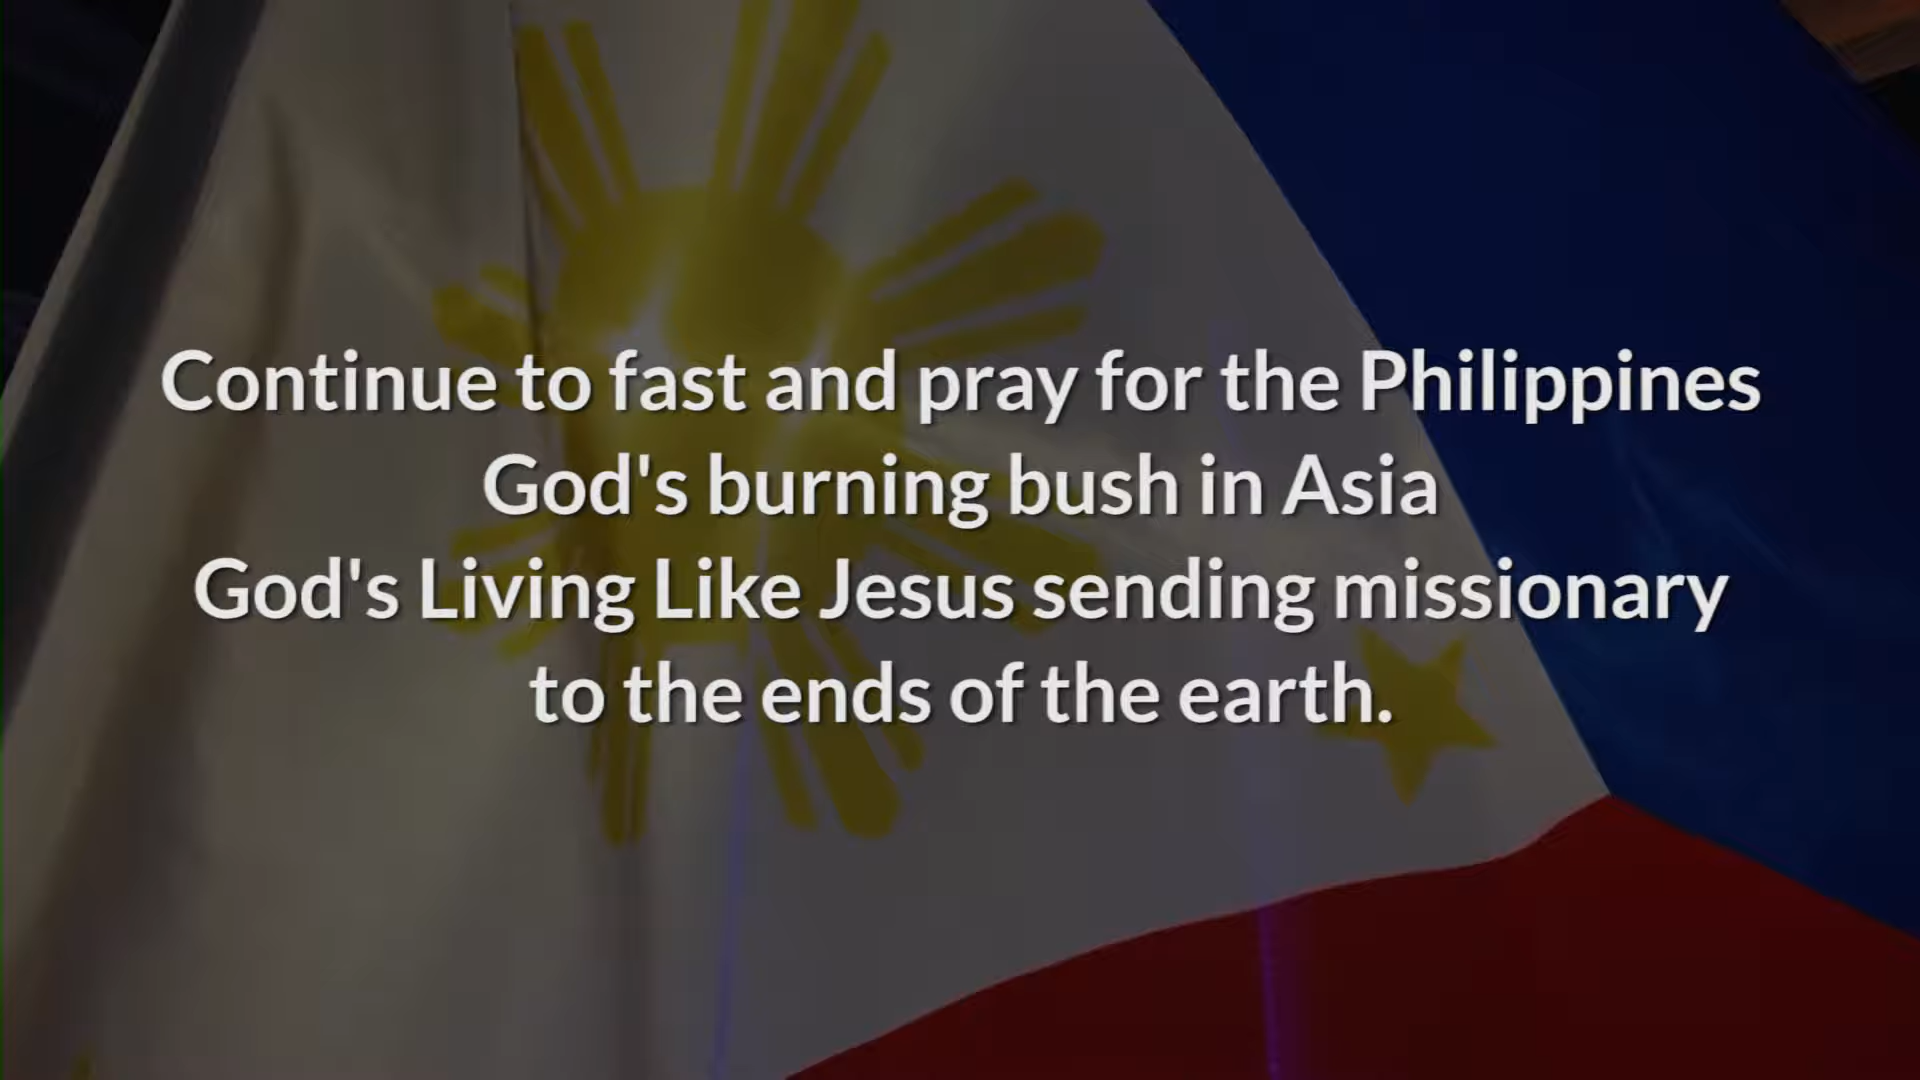 Continue to fast and pray for the Philippines
God's burning bush in Asia
God's Living Like Jesus sending missionary
to the ends of the earth.